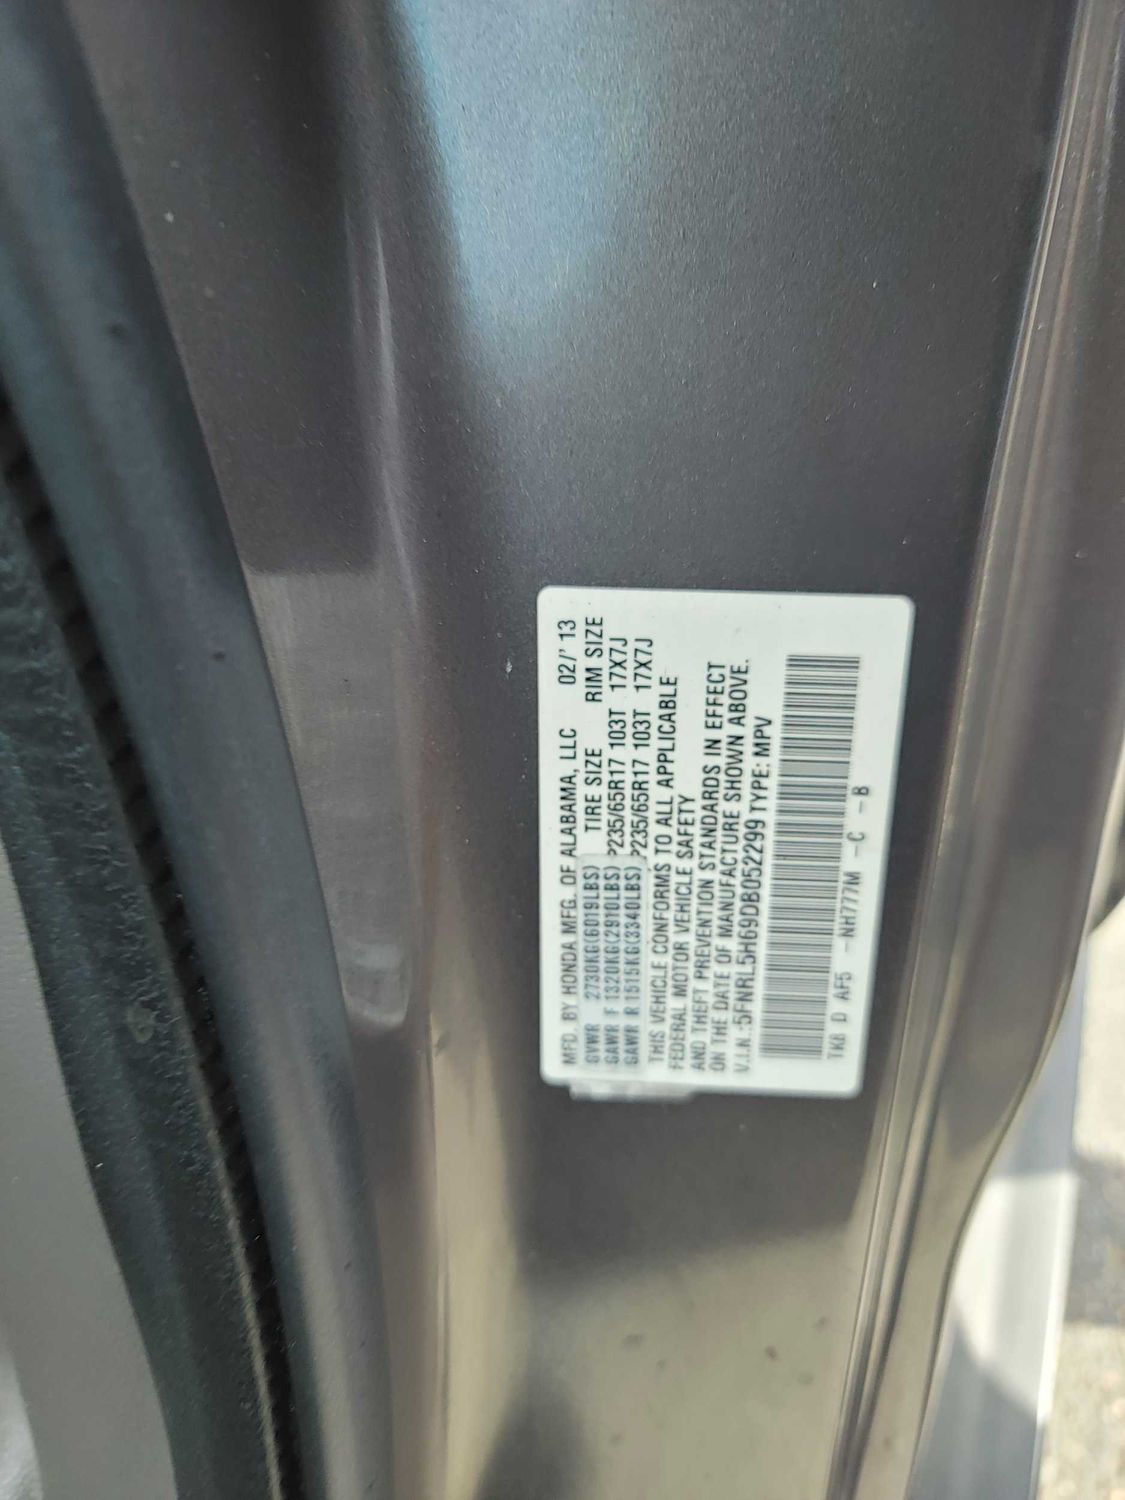 MFD. BY HONDA MFG. OF ALABAMA, LLC 02/'13
GVWR 2730KG(6019LBS) TIRE SIZE RIM SIZE
GAWR F 1320KG(2910LBS) P235/65R17 103T 17X7J
GAWR R 1515KG(3340LBS) P235/65R17 103T 17X7J
THIS VEHICLE CONFORMS TO ALL APPLICABLE
FEDERAL MOTOR VEHICLE SAFETY
AND THEFT PREVENTION STANDARDS IN EFFECT
ON THE DATE OF MANUFACTURE SHOWN ABOVE.
V.I.N.:5FNRL5H69DB052299 TYPE: MPV
TK8 D AF5 -NH777M -C -B